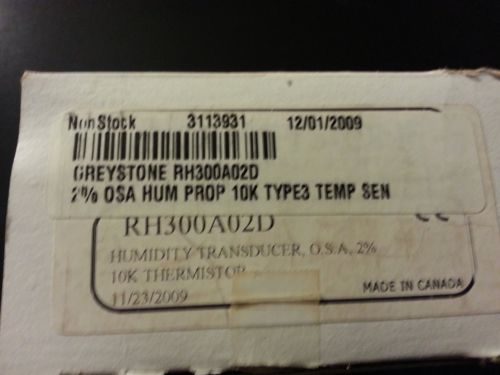 NonStock 3113931 12/01/2009
GREYSTONE RH300A02D
2% OSA HUM PROP 10K TYPE3 TEMP SEN
RH300A02D CE
HUMIDITY TRANSDUCER, O.S.A, 2%
10K THERMISTOR
11/23/2009 MADE IN CANADA